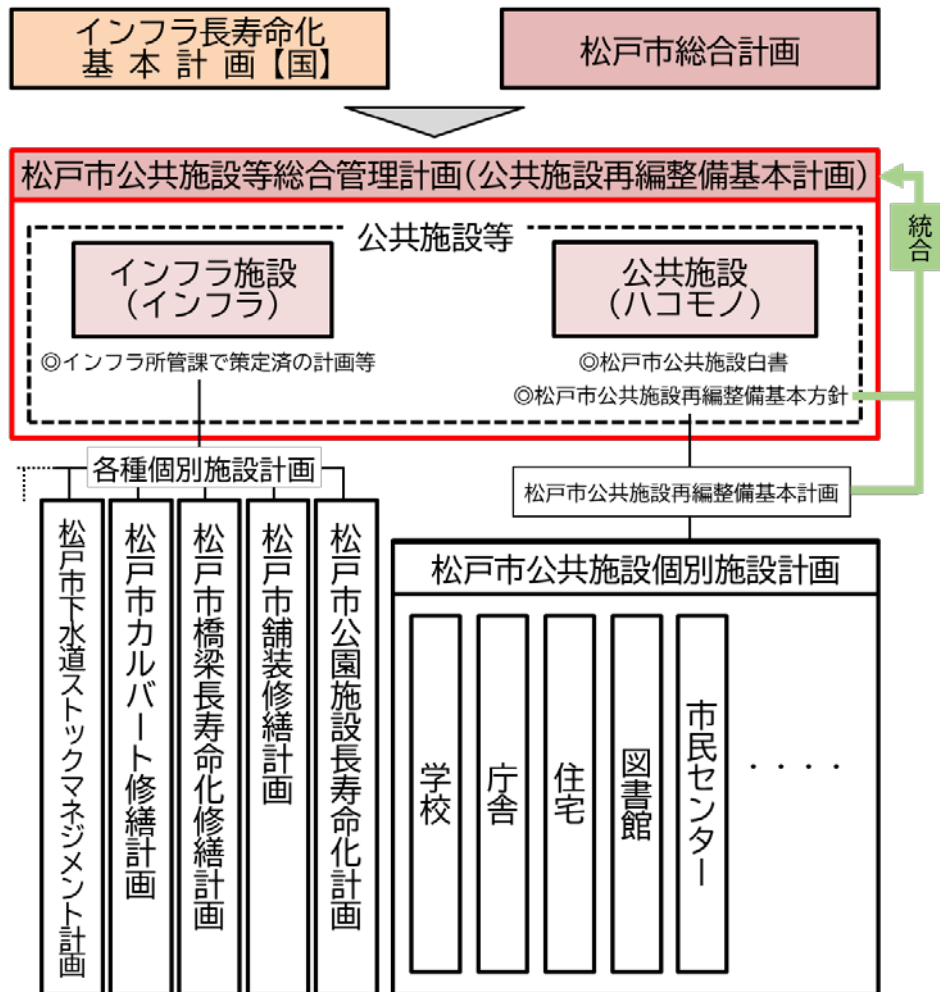 インフラ長寿命化
基本計画【国】
松戸市総合計画
松戸市公共施設等総合管理計画(公共施設再編整備基本計画)
統合
公共施設等
インフラ施設
(インフラ)
公共施設
(ハコモノ)
◎インフラ所管課で策定済の計画等
◎松戸市公共施設白書
◎松戸市公共施設再編整備基本方針
各種個別施設計画
松戸市公共施設再編整備基本計画
松戸市下水道ストックマネジメント計画
松戸市カルバート修繕計画
松戸市橋梁長寿命化修繕計画
松戸市舗装修繕計画
松戸市公園施設長寿命化計画
松戸市公共施設個別施設計画
学校
庁舎
住宅
図書館
市民センター
・・・・